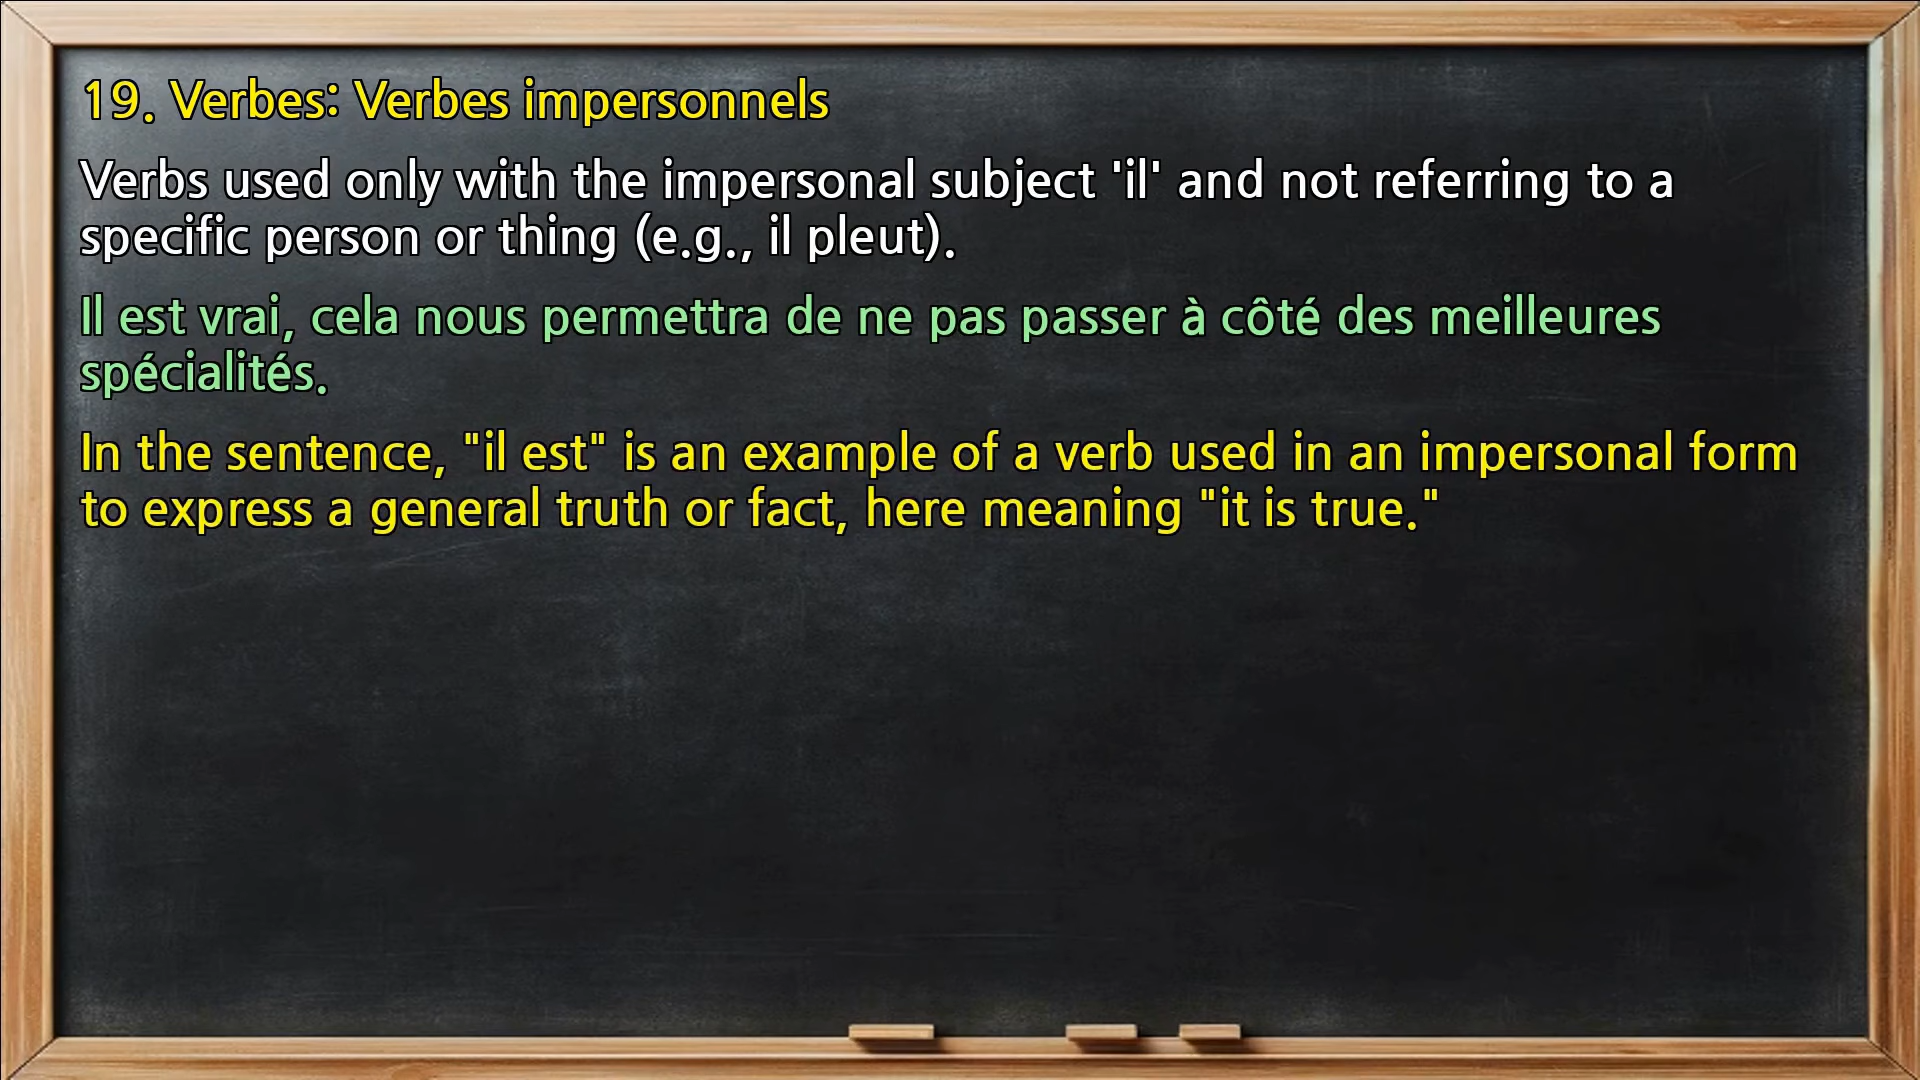 19. Verbes: Verbes impersonnels
Verbs used only with the impersonal subject 'il' and not referring to a
specific person or thing (e.g., il pleut).
Il est vrai, cela nous permettra de ne pas passer à côté des meilleures
spécialités.
In the sentence, "il est" is an example of a verb used in an impersonal form
to express a general truth or fact, here meaning "it is true."